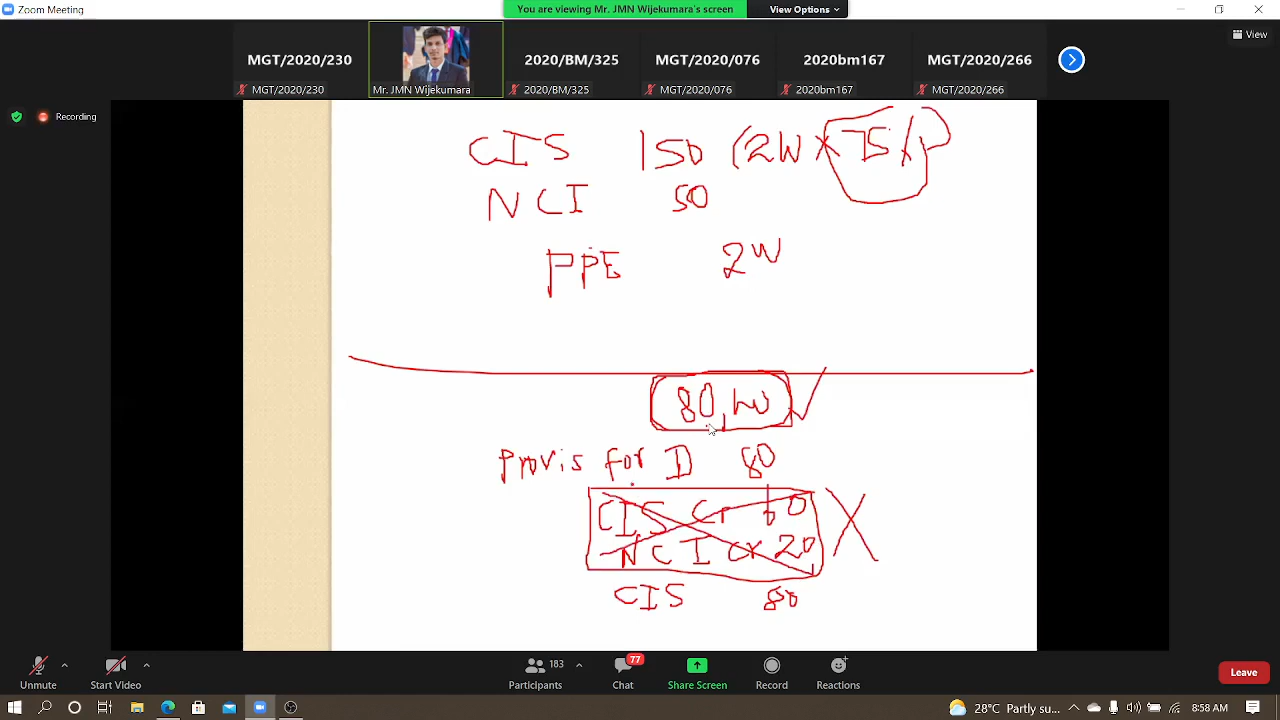 Zoom Meeting
You are viewing Mr. JMN Wijekumara's screen
View Options
View
MGT/2020/230
2020/BM/325
MGT/2020/076
2020bm167
MGT/2020/266
MGT/2020/230
Mr. JMN Wijekumara
2020/BM/325
MGT/2020/076
2020bm167
MGT/2020/266
Recording
CIS 150 (2W X 75%)
NCI 50
PPE 2W
80,
Provis for D 80
CIS Cr 60
NCI Cr 20
CIS 80
Unmute
Start Video
183
Participants
77
Chat
Share Screen
Record
Reactions
Leave
28°C Partly su...
8:58 AM